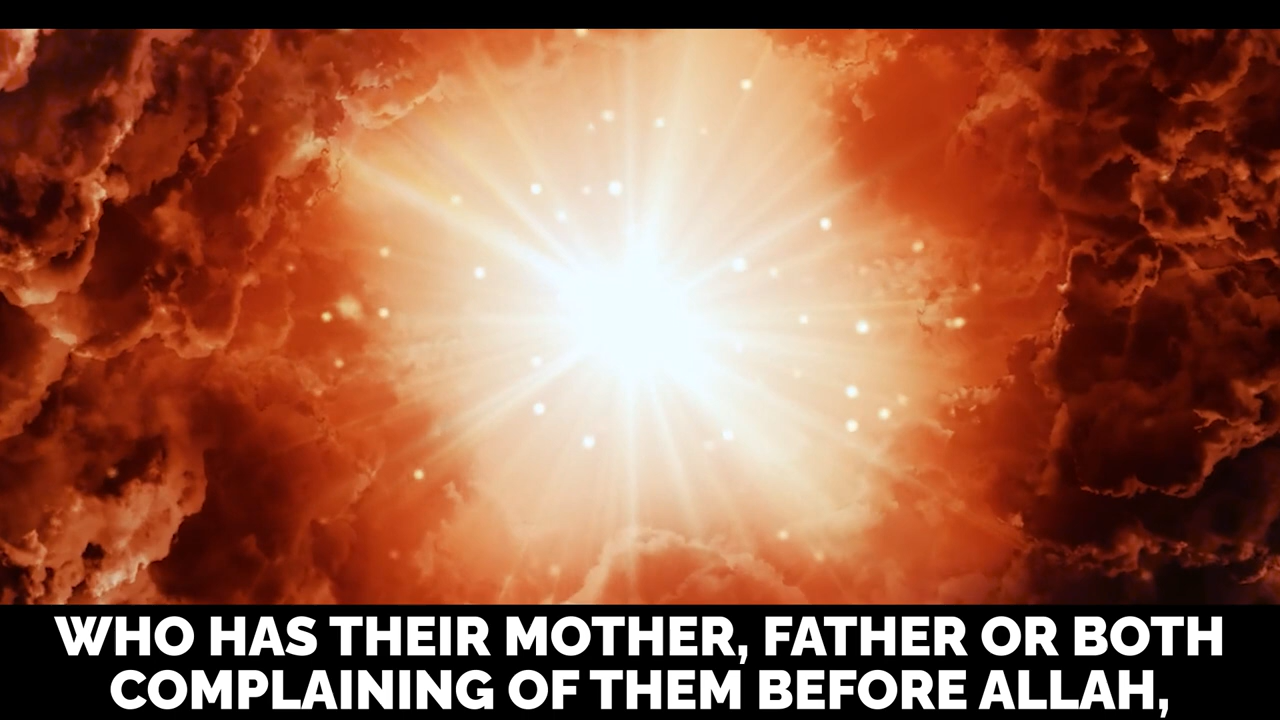 WHO HAS THEIR MOTHER, FATHER OR BOTH
COMPLAINING OF THEM BEFORE ALLAH,